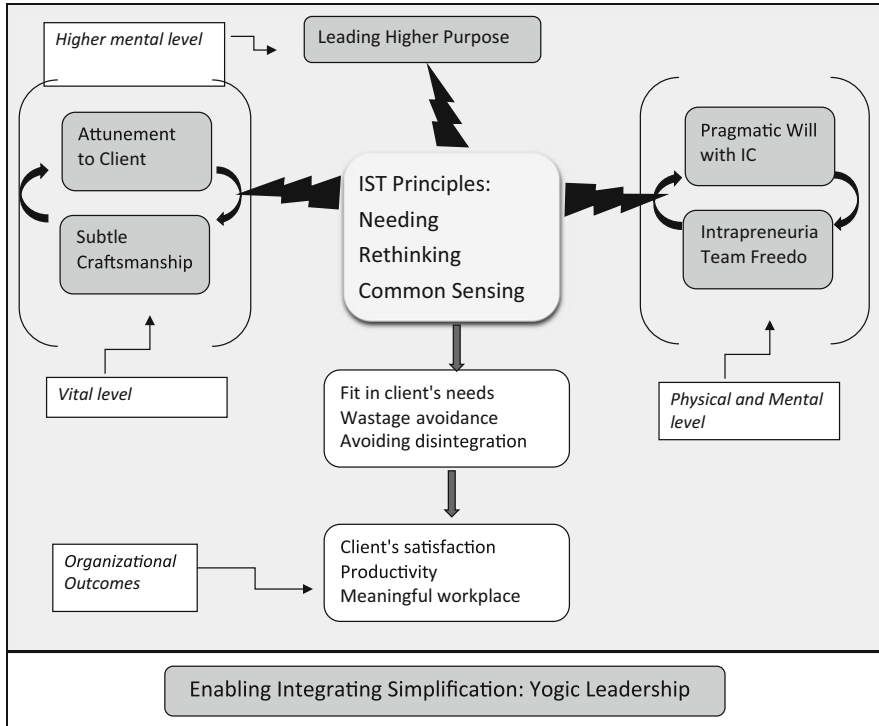 Higher mental level
Leading Higher Purpose
Attunement
to Client
Subtle
Craftsmanship
IST Principles:
Needing
Rethinking
Common Sensing
Pragmatic Will
with IC
Intrapreneuria
Team Freedo
Vital level
Fit in client's needs
Wastage avoidance
Avoiding disintegration
Physical and Mental
level
Organizational
Outcomes
Client's satisfaction
Productivity
Meaningful workplace
Enabling Integrating Simplification: Yogic Leadership